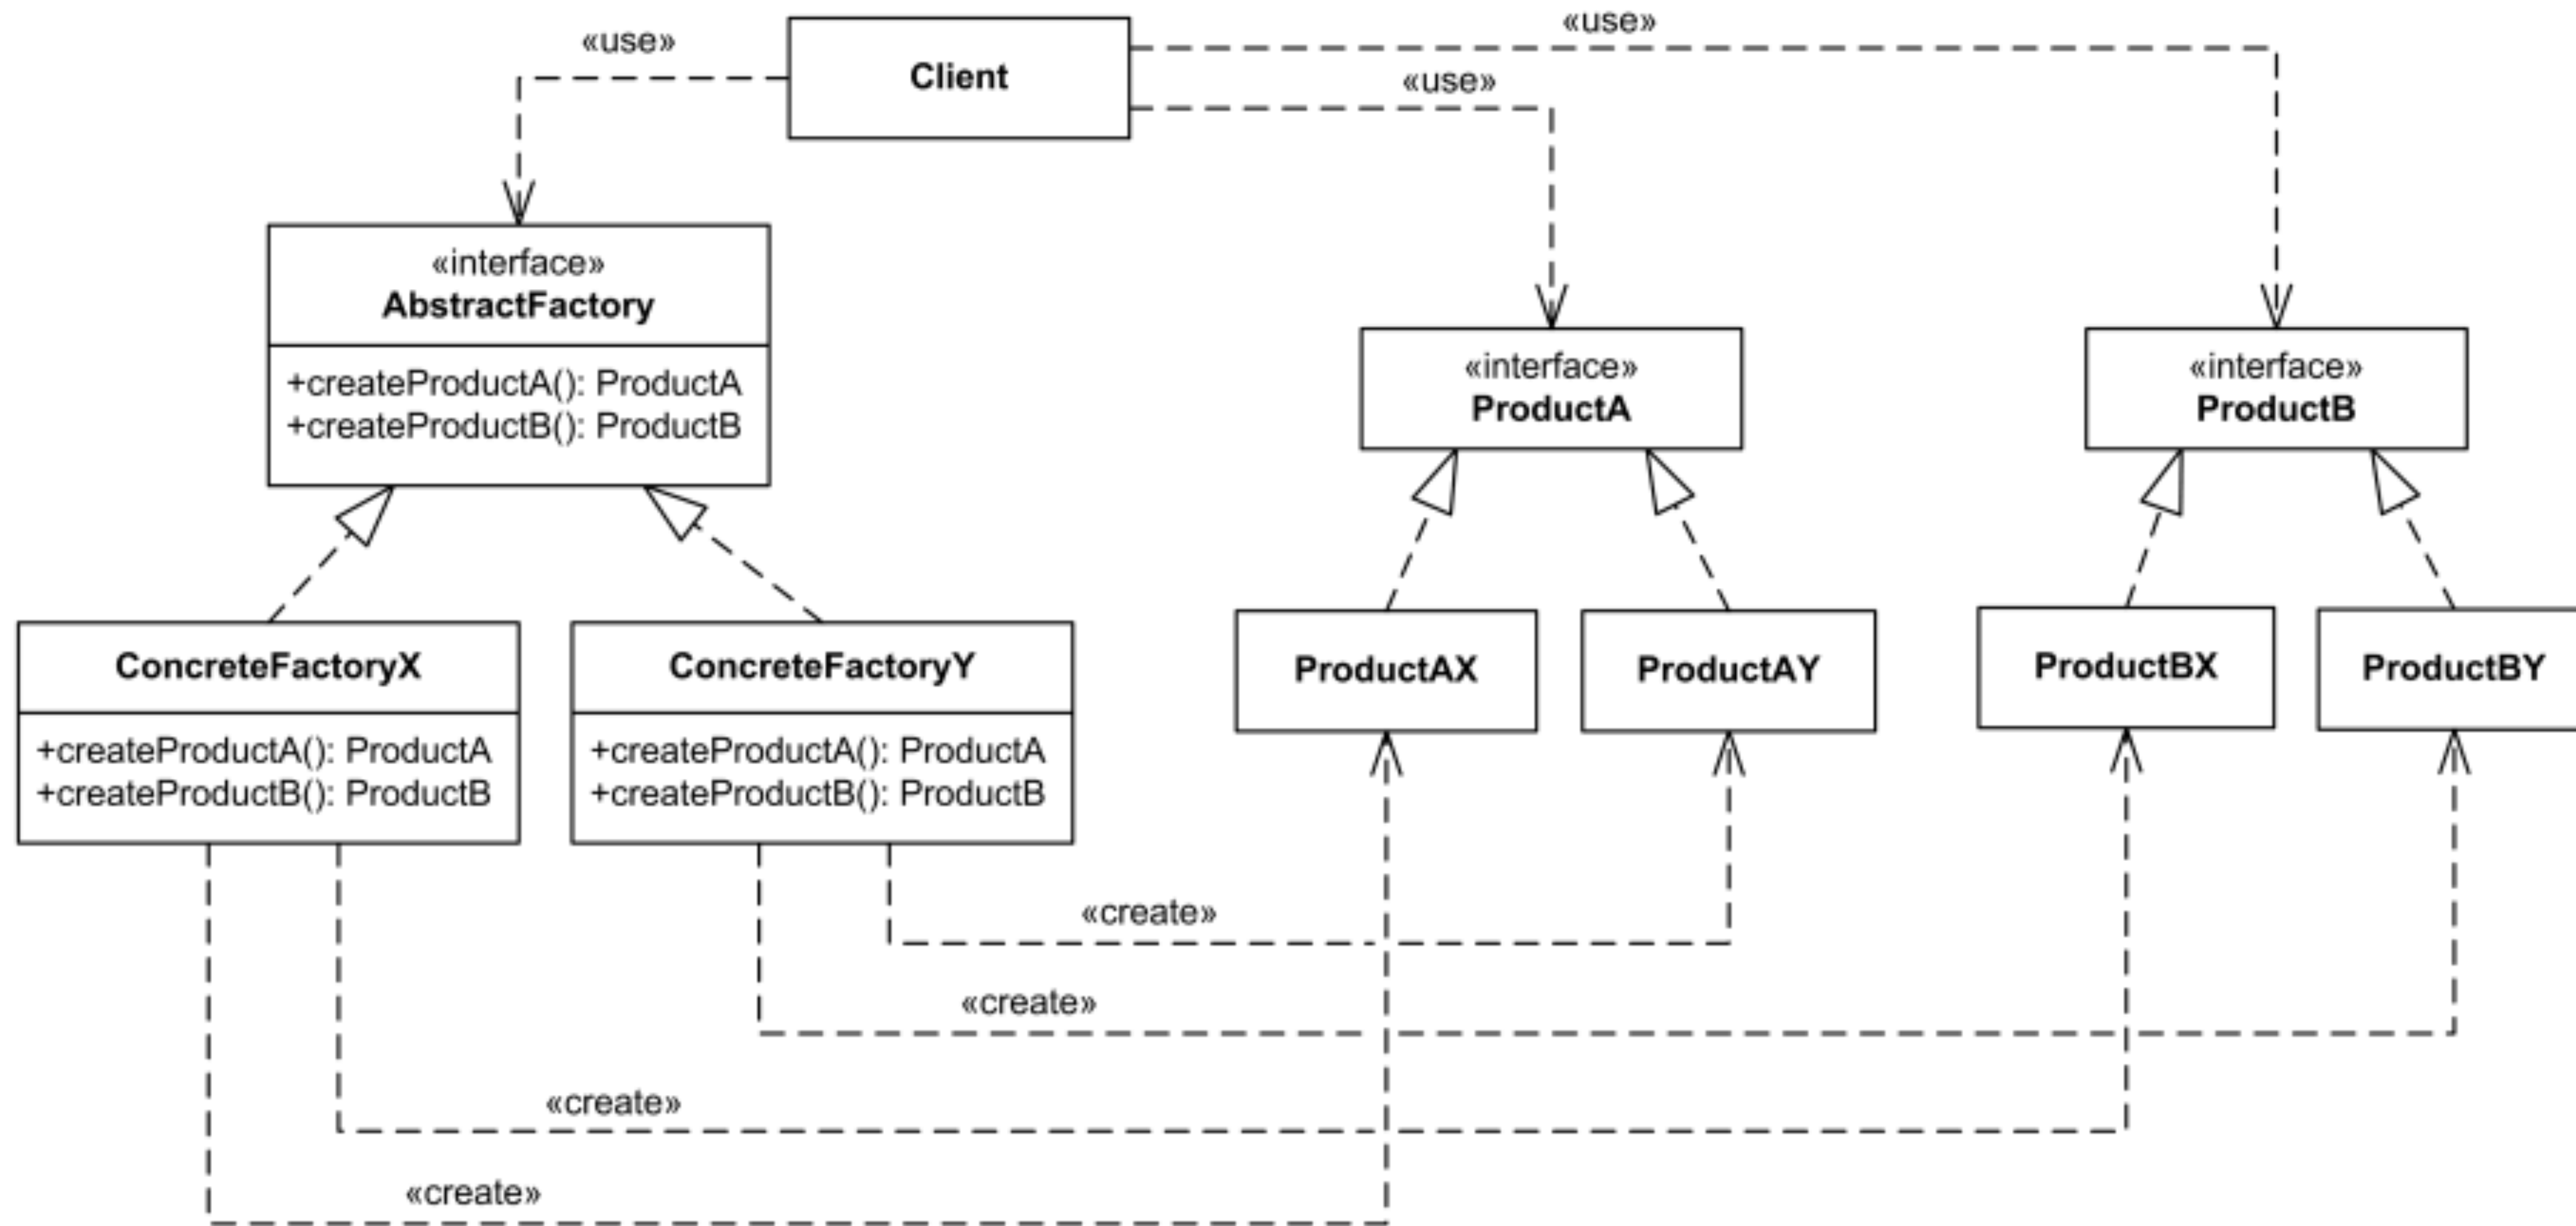 «use»
Client
«use»
«use»
«interface»
AbstractFactory
+createProductA(): ProductA
+createProductB(): ProductB
«interface»
ProductA
«interface»
ProductB
ConcreteFactoryX
+createProductA(): ProductA
+createProductB(): ProductB
ConcreteFactoryY
+createProductA(): ProductA
+createProductB(): ProductB
ProductAX
ProductAY
ProductBX
ProductBY
«create»
«create»
«create»
«create»